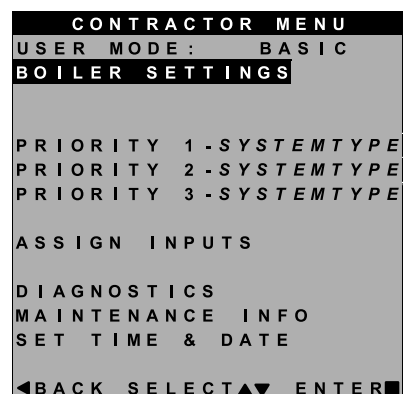 CONTRACTOR MENU
USER MODE: BASIC
BOILER SETTINGS
PRIORITY 1-SYSTEMTYPE
PRIORITY 2-SYSTEMTYPE
PRIORITY 3-SYSTEMTYPE
ASSIGN INPUTS
DIAGNOSTICS
MAINTENANCE INFO
SET TIME & DATE
◀BACK SELECT▲▼ ENTER■